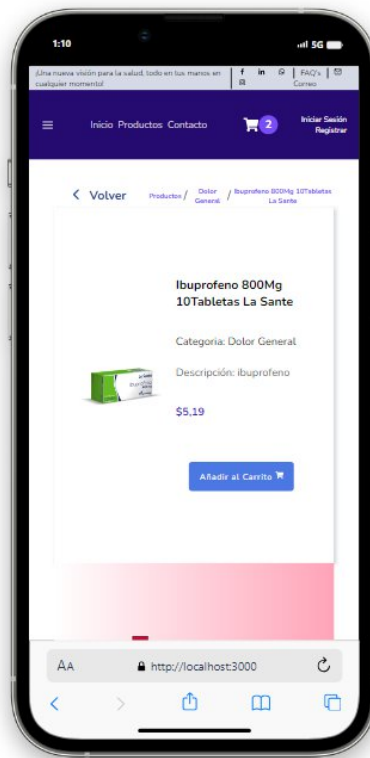 1:10
5G
¡Una nueva visión para la salud, todo en tus manos en
cualquier momento!
FAQ's
Correo
Inicio Productos Contacto
2
Iniciar Sesión
Registrar
Volver
Productos / Dolor General / Ibuprofeno 800Mg 10Tabletas La Sante
Ibuprofeno 800Mg
10Tabletas La Sante
Categoria: Dolor General
Descripción: ibuprofeno
$5,19
Añadir al Carrito
AA
http://localhost:3000